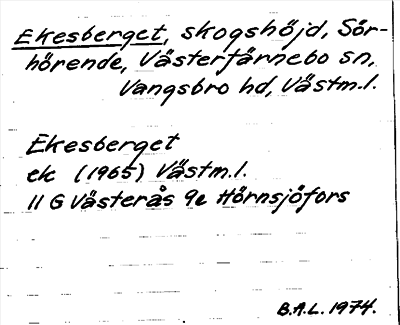 Ekesberget, skogshöjd, Sör-
hörende, Västerfärnebo sn,
Vangsbro hd, Västm.l.
Ekesberget
ek (1965) Västm.l.
11 G Västerås 9e Hörnsjöfors
B.A.L. 1974.